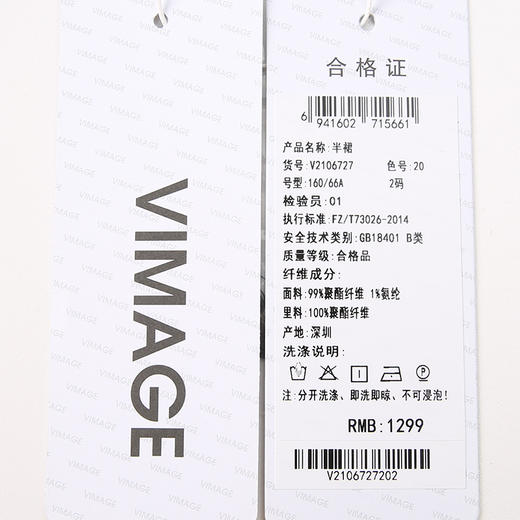 VIMAGE
合格证
6 941602 715661
产品名称:半裙
货号:V2106727 色号:20
号型:160/66A 2码
检验员:01
执行标准:FZ/T73026-2014
安全技术类别:GB18401 B类
质量等级:合格品
纤维成分:
面料:99%聚酯纤维 1%氨纶
里料:100%聚酯纤维
产地:深圳
洗涤说明:
注:分开洗涤、即洗即晾、不可浸泡!
RMB:1299
V2106727202